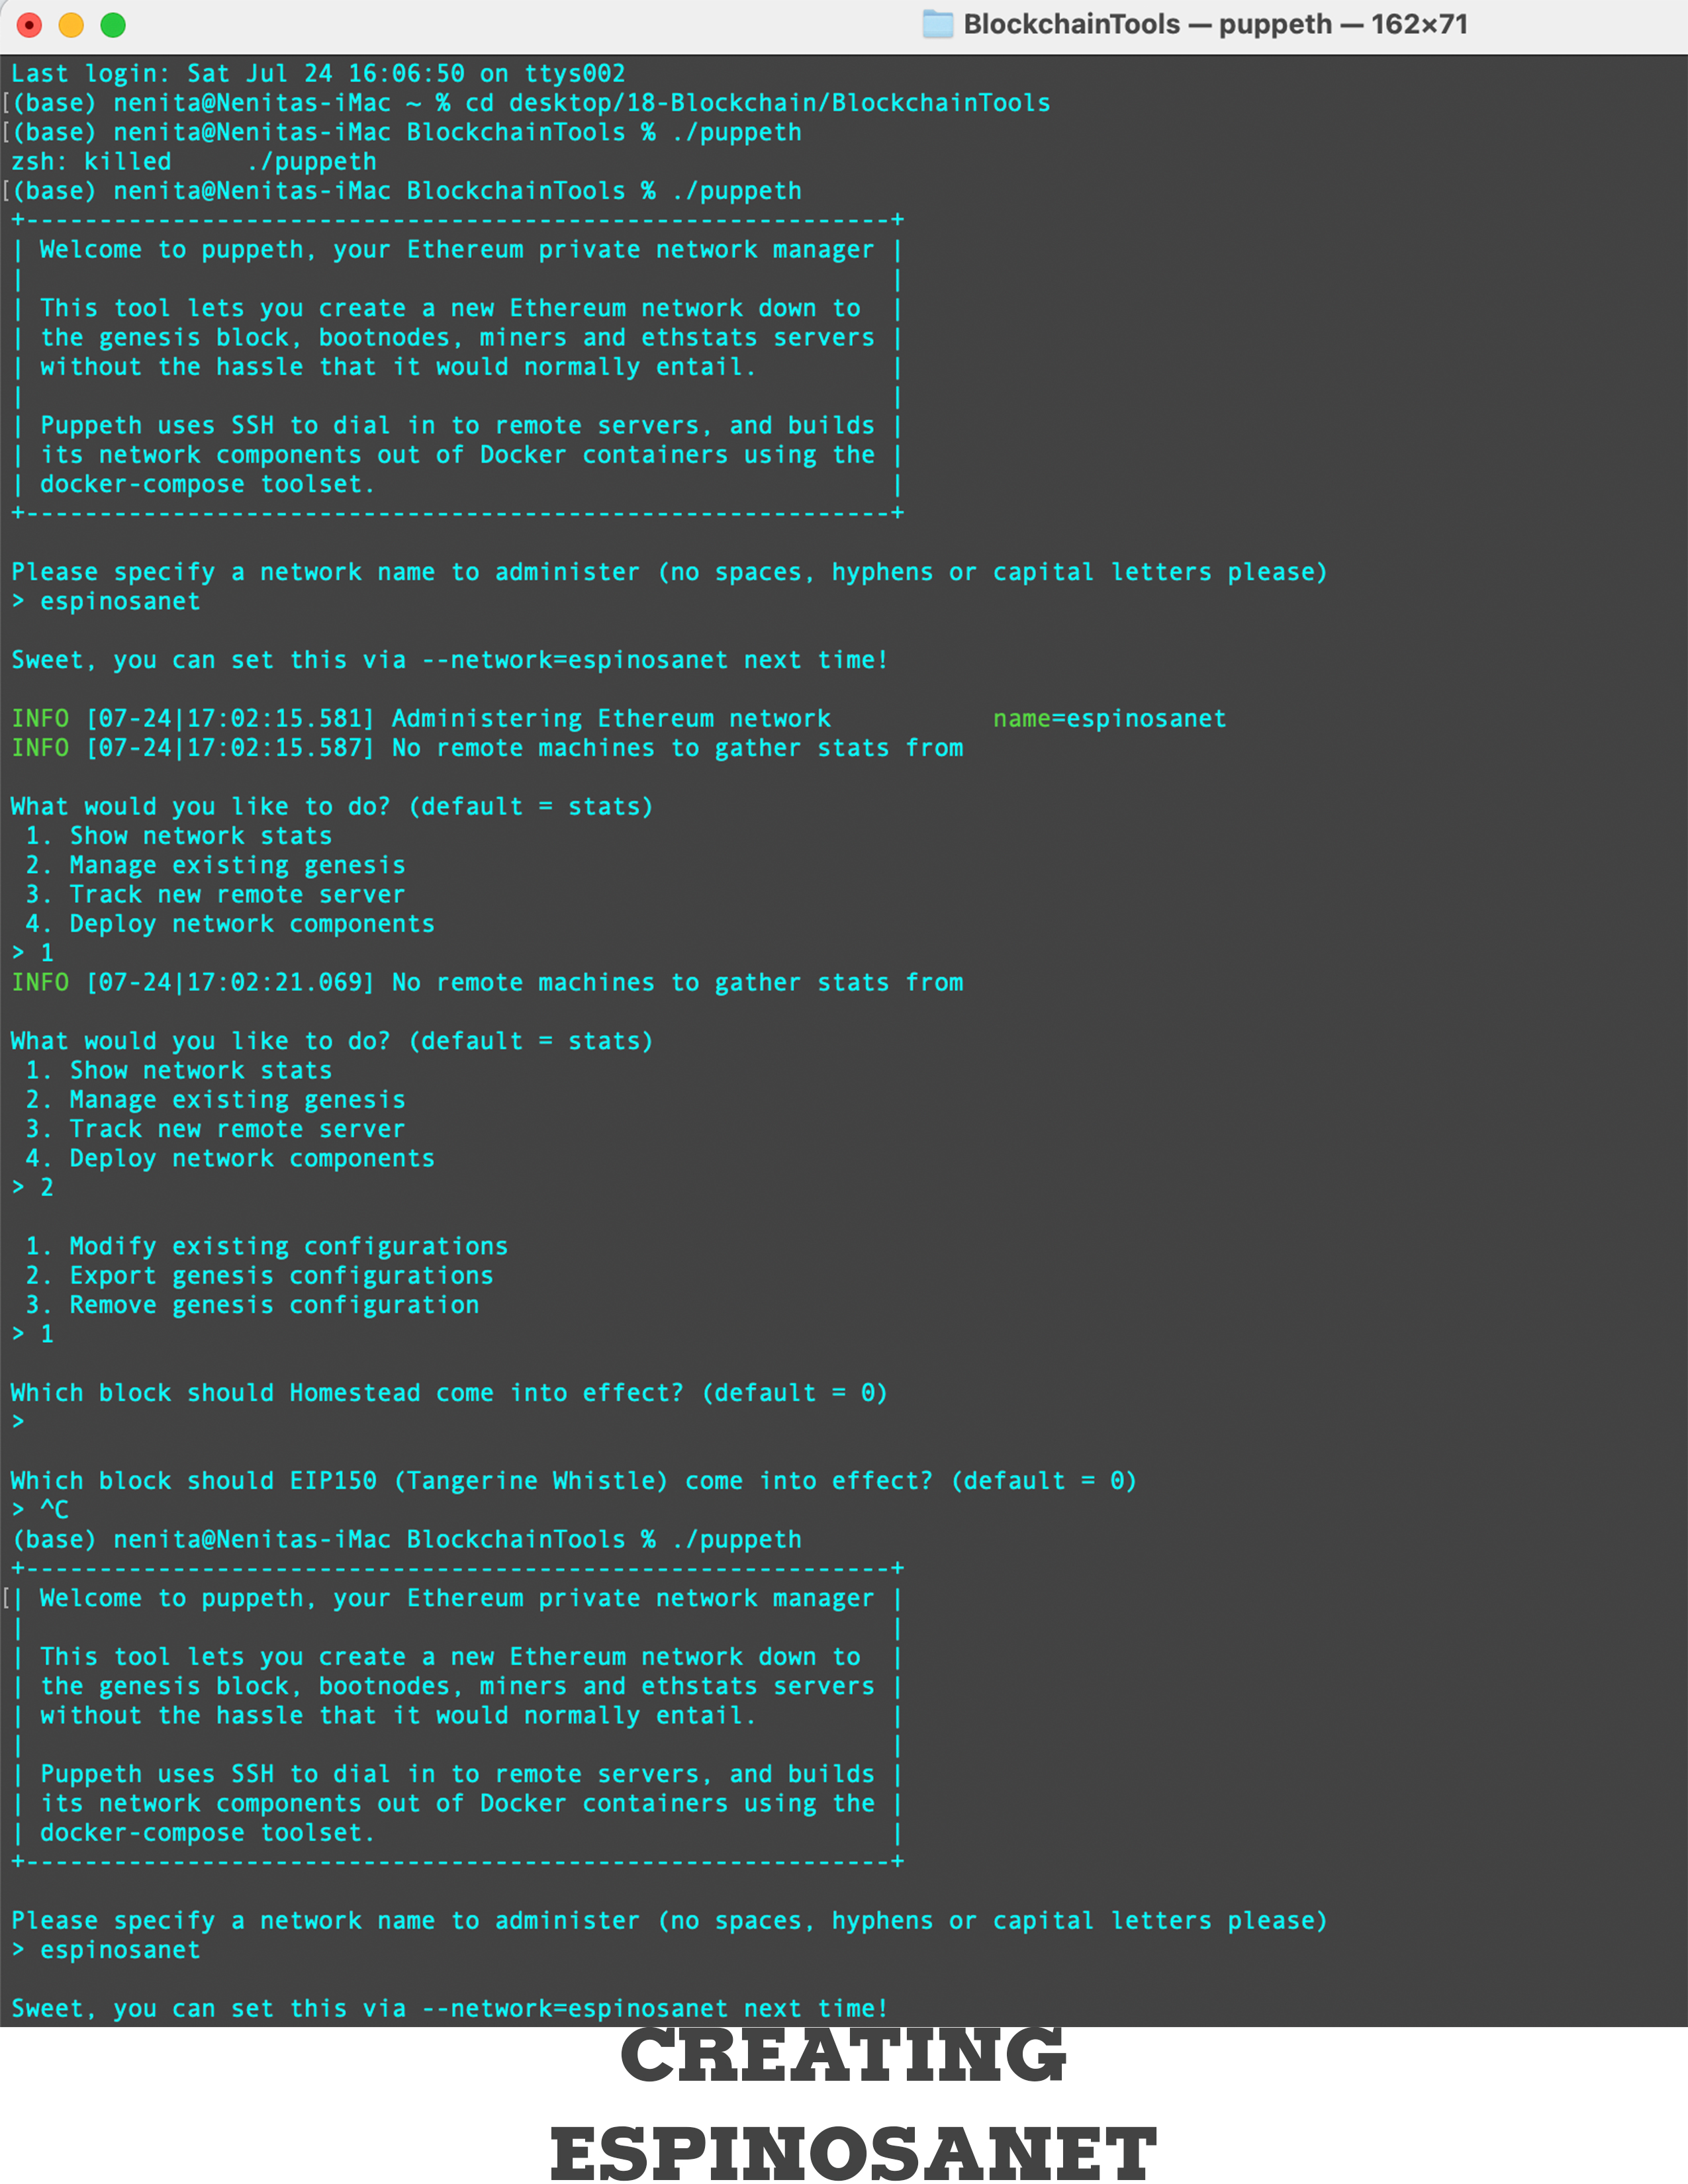 BlockchainTools — puppeth — 162×71
Last login: Sat Jul 24 16:06:50 on ttys002
[(base) nenita@Nenitas-iMac ~ % cd desktop/18-Blockchain/BlockchainTools
[(base) nenita@Nenitas-iMac BlockchainTools % ./puppeth
zsh: killed     ./puppeth
[(base) nenita@Nenitas-iMac BlockchainTools % ./puppeth
+-----------------------------------------------------------+
| Welcome to puppeth, your Ethereum private network manager |
|                                                           |
| This tool lets you create a new Ethereum network down to  |
| the genesis block, bootnodes, miners and ethstats servers |
| without the hassle that it would normally entail.         |
|                                                           |
| Puppeth uses SSH to dial in to remote servers, and builds |
| its network components out of Docker containers using the |
| docker-compose toolset.                                   |
+-----------------------------------------------------------+
Please specify a network name to administer (no spaces, hyphens or capital letters please)
> espinosanet
Sweet, you can set this via --network=espinosanet next time!
INFO [07-24|17:02:15.581] Administering Ethereum network           name=espinosanet
INFO [07-24|17:02:15.587] No remote machines to gather stats from
What would you like to do? (default = stats)
 1. Show network stats
 2. Manage existing genesis
 3. Track new remote server
 4. Deploy network components
> 1
INFO [07-24|17:02:21.069] No remote machines to gather stats from
What would you like to do? (default = stats)
 1. Show network stats
 2. Manage existing genesis
 3. Track new remote server
 4. Deploy network components
> 2
 1. Modify existing configurations
 2. Export genesis configurations
 3. Remove genesis configuration
> 1
Which block should Homestead come into effect? (default = 0)
>
Which block should EIP150 (Tangerine Whistle) come into effect? (default = 0)
> ^C
(base) nenita@Nenitas-iMac BlockchainTools % ./puppeth
+-----------------------------------------------------------+
[| Welcome to puppeth, your Ethereum private network manager |
|                                                           |
| This tool lets you create a new Ethereum network down to  |
| the genesis block, bootnodes, miners and ethstats servers |
| without the hassle that it would normally entail.         |
|                                                           |
| Puppeth uses SSH to dial in to remote servers, and builds |
| its network components out of Docker containers using the |
| docker-compose toolset.                                   |
+-----------------------------------------------------------+
Please specify a network name to administer (no spaces, hyphens or capital letters please)
> espinosanet
Sweet, you can set this via --network=espinosanet next time!
CREATING
ESPINOSANET